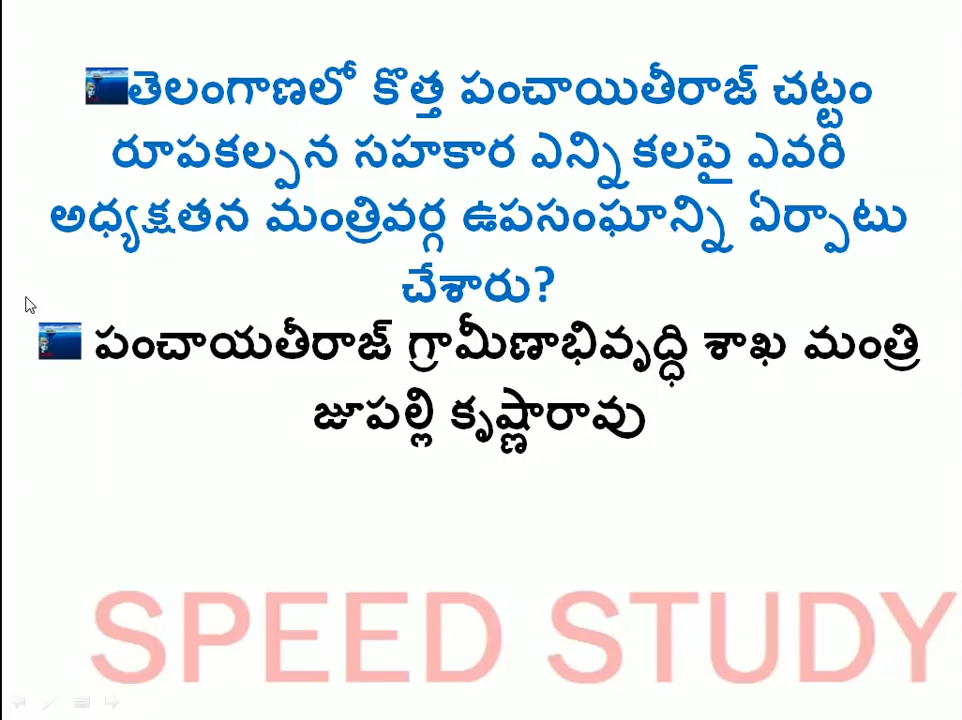 తెలంగాణలో కొత్త పంచాయితీరాజ్ చట్టం
రూపకల్పన సహకార ఎన్నికలపై ఎవరి
అధ్యక్షతన మంత్రివర్గ ఉపసంఘాన్ని ఏర్పాటు
చేశారు?
పంచాయతీరాజ్ గ్రామీణాభివృద్ధి శాఖ మంత్రి
జూపల్లి కృష్ణారావు
SPEED STUDY